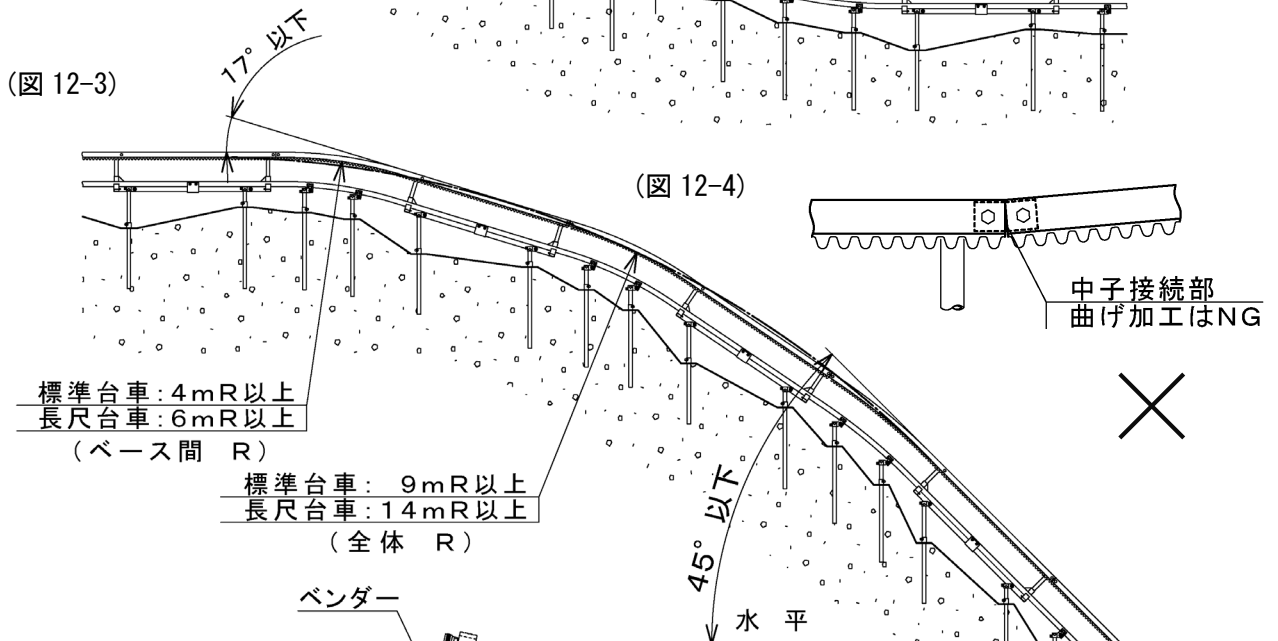 17° 以下
(図 12-3)
(図 12-4)
中子接続部
曲げ加工はNG
標準台車:4mR以上
長尺台車:6mR以上
(ベース間 R)
標準台車: 9mR以上
長尺台車:14mR以上
(全体 R)
45° 以下
水 平
ベンダー